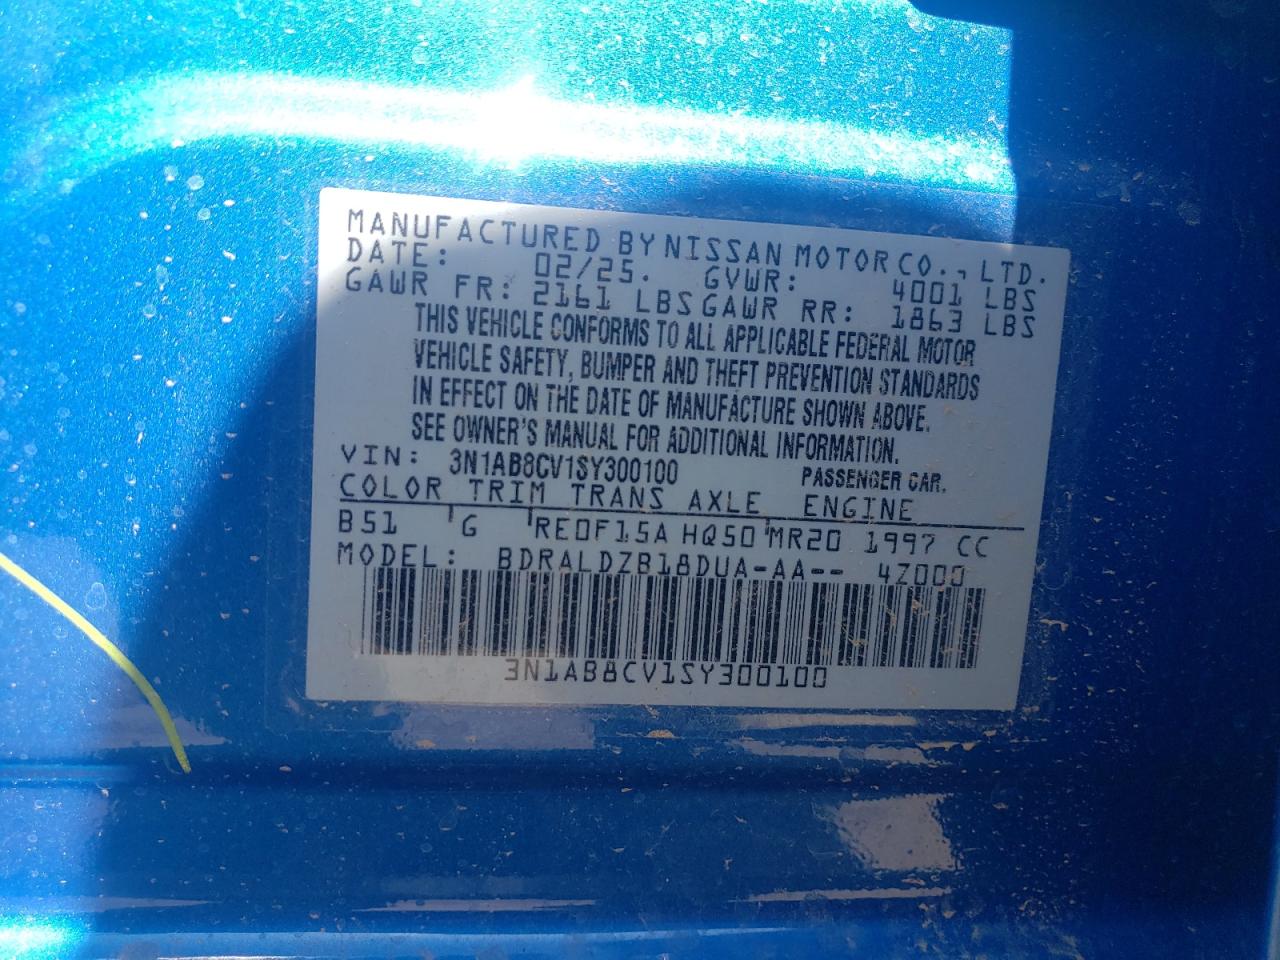 MANUFACTURED BY NISSAN MOTOR CO., LTD.
DATE: 02/25. GVWR: 4001 LBS
GAWR FR: 2161 LBS GAWR RR: 1863 LBS
THIS VEHICLE CONFORMS TO ALL APPLICABLE FEDERAL MOTOR
VEHICLE SAFETY, BUMPER AND THEFT PREVENTION STANDARDS
IN EFFECT ON THE DATE OF MANUFACTURE SHOWN ABOVE.
SEE OWNER'S MANUAL FOR ADDITIONAL INFORMATION.
VIN: 3N1AB8CV1SY300100 PASSENGER CAR.
COLOR TRIM TRANS AXLE ENGINE
B51 G RE0F15A HQ50 MR20 1997 CC
MODEL: BDRALDZB18DUA-AA-- 4Z000
3N1AB8CV1SY300100